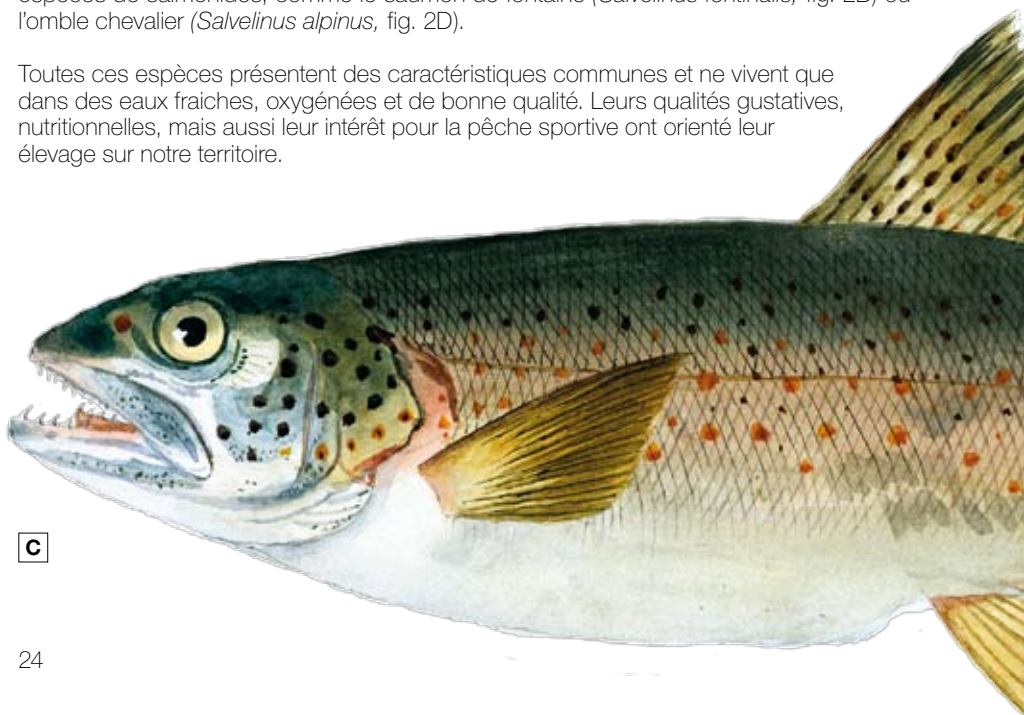 espèces de salmonidés, comme le saumon de fontaine (Salvelinus fontinalis, fig. 2D) ou
l'omble chevalier (Salvelinus alpinus, fig. 2D).
Toutes ces espèces présentent des caractéristiques communes et ne vivent que
dans des eaux fraiches, oxygénées et de bonne qualité. Leurs qualités gustatives,
nutritionnelles, mais aussi leur intérêt pour la pêche sportive ont orienté leur
élevage sur notre territoire.
C
24